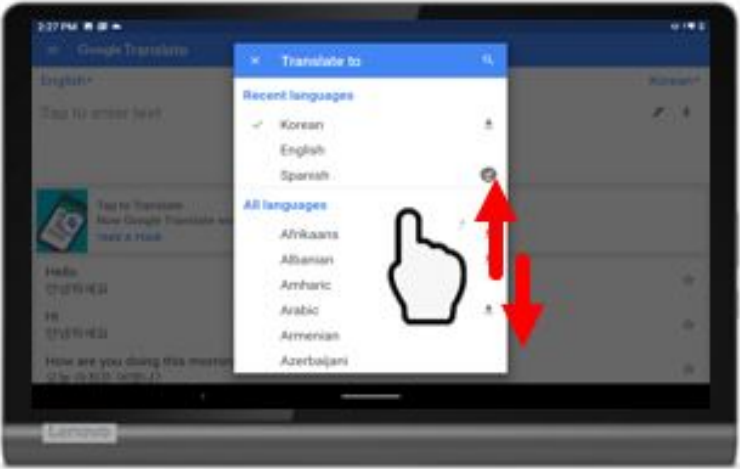 2:27 PM
Google Translate
Translate to
English
Korean
Recent languages
Tap to enter text
Korean
English
Spanish
All languages
Tap to Translate
Afrikaans
Albanian
Hello
안녕하세요
Amharic
Arabic
Hi
안녕하세요
Armenian
How are you doing this
Azerbaijani
Lenovo